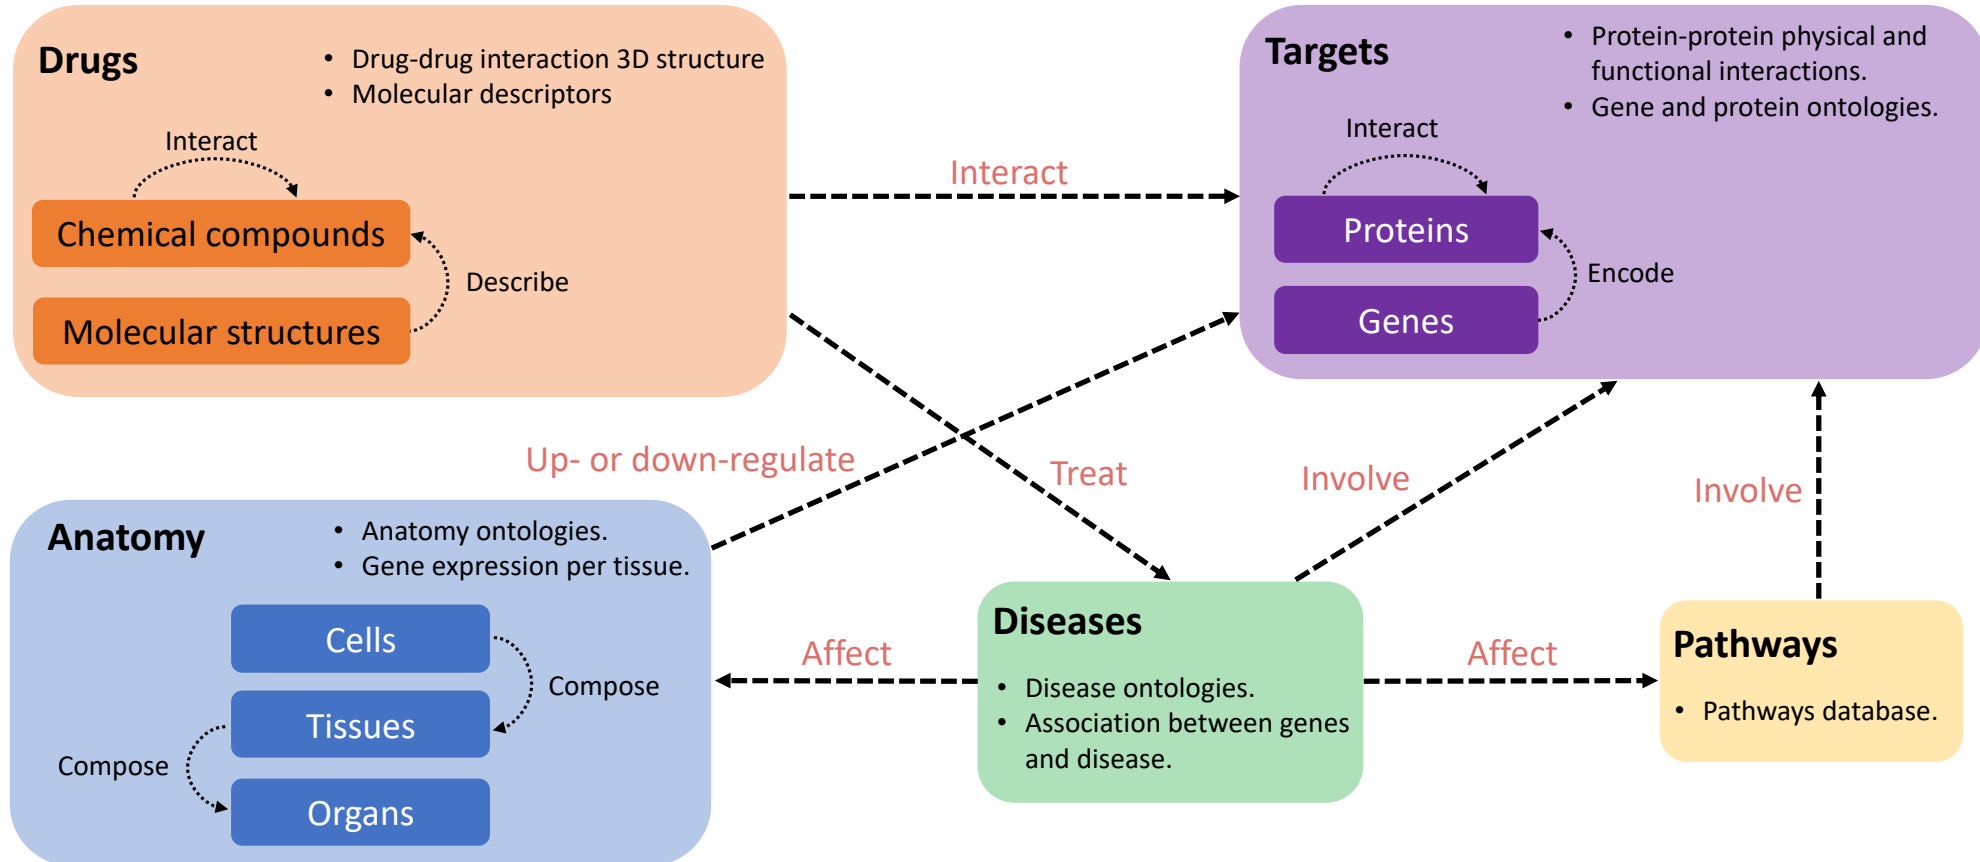 Drugs
• Drug-drug interaction 3D structure
• Molecular descriptors
Interact
Chemical compounds
Describe
Molecular structures
Interact
Targets
• Protein-protein physical and
functional interactions.
• Gene and protein ontologies.
Interact
Proteins
Encode
Genes
Up- or down-regulate
Treat
Involve
Involve
Anatomy
• Anatomy ontologies.
• Gene expression per tissue.
Cells
Compose
Tissues
Compose
Organs
Affect
Diseases
• Disease ontologies.
• Association between genes
and disease.
Affect
Pathways
• Pathways database.